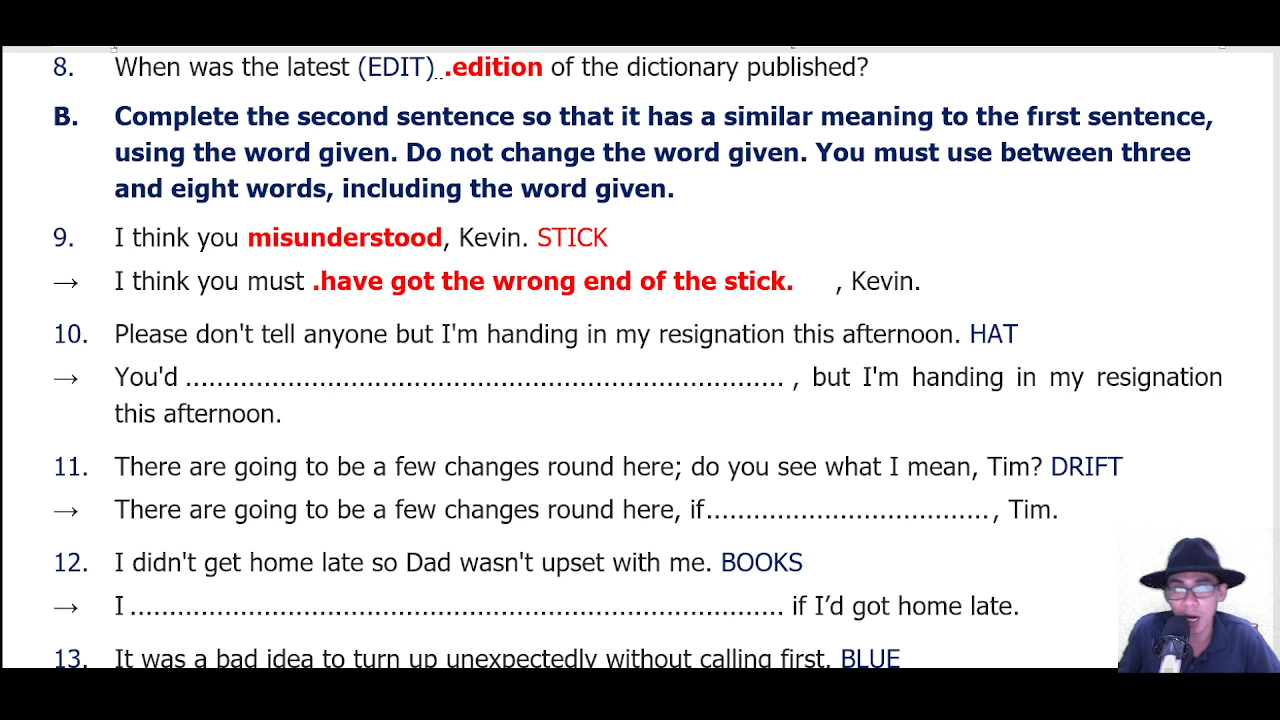 8. When was the latest (EDIT)...edition of the dictionary published?
B. Complete the second sentence so that it has a similar meaning to the first sentence,
using the word given. Do not change the word given. You must use between three
and eight words, including the word given.
9. I think you misunderstood, Kevin. STICK
→ I think you must .have got the wrong end of the stick. , Kevin.
10. Please don't tell anyone but I'm handing in my resignation this afternoon. HAT
→ You'd ............................................................................ , but I'm handing in my resignation
this afternoon.
11. There are going to be a few changes round here; do you see what I mean, Tim? DRIFT
→ There are going to be a few changes round here, if...................................., Tim.
12. I didn't get home late so Dad wasn't upset with me. BOOKS
→ I ................................................................................... if I’d got home late.
13. It was a bad idea to turn up unexpectedly without calling first. BLUE